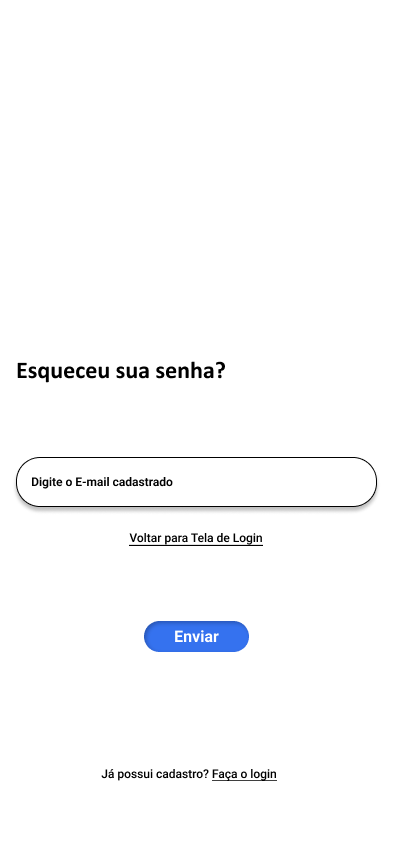 Esqueceu sua senha?
Digite o E-mail cadastrado
Voltar para Tela de Login
Enviar
Já possui cadastro? Faça o login